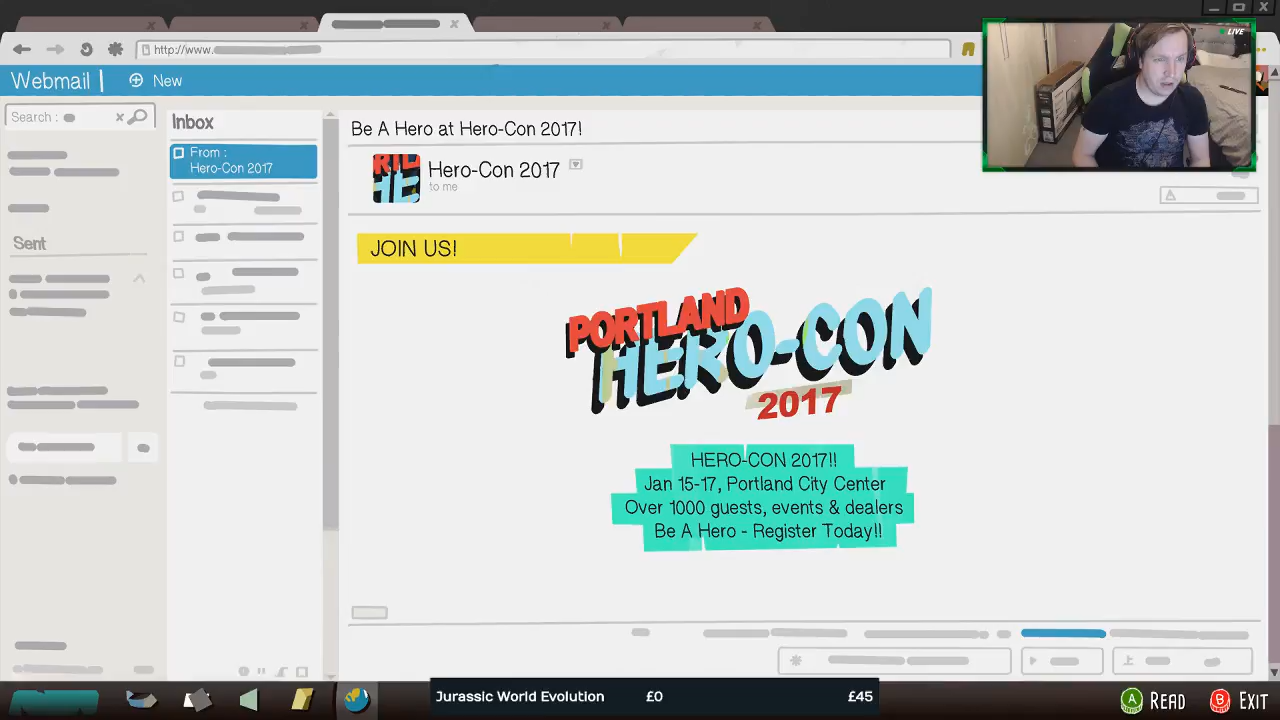 http://www.
LIVE
Webmail
New
Search :
Inbox
From :
Hero-Con 2017
Sent
Be A Hero at Hero-Con 2017!
Hero-Con 2017
to me
JOIN US!
PORTLAND
HERO-CON
2017
HERO-CON 2017!!
Jan 15-17, Portland City Center
Over 1000 guests, events & dealers
Be A Hero - Register Today!!
Jurassic World Evolution £0 £45
A READ B EXIT